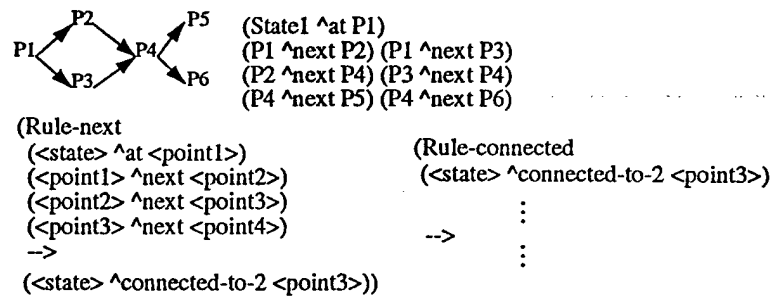 P2
P5
P1
P4
P3
P6
(State1 ^at P1)
(P1 ^next P2) (P1 ^next P3)
(P2 ^next P4) (P3 ^next P4)
(P4 ^next P5) (P4 ^next P6)
(Rule-next
(<state> ^at <point1>)
(<point1> ^next <point2>)
(<point2> ^next <point3>)
(<point3> ^next <point4>)
-->
(<state> ^connected-to-2 <point3>))
(Rule-connected
(<state> ^connected-to-2 <point3>)
⋮
-->
⋮